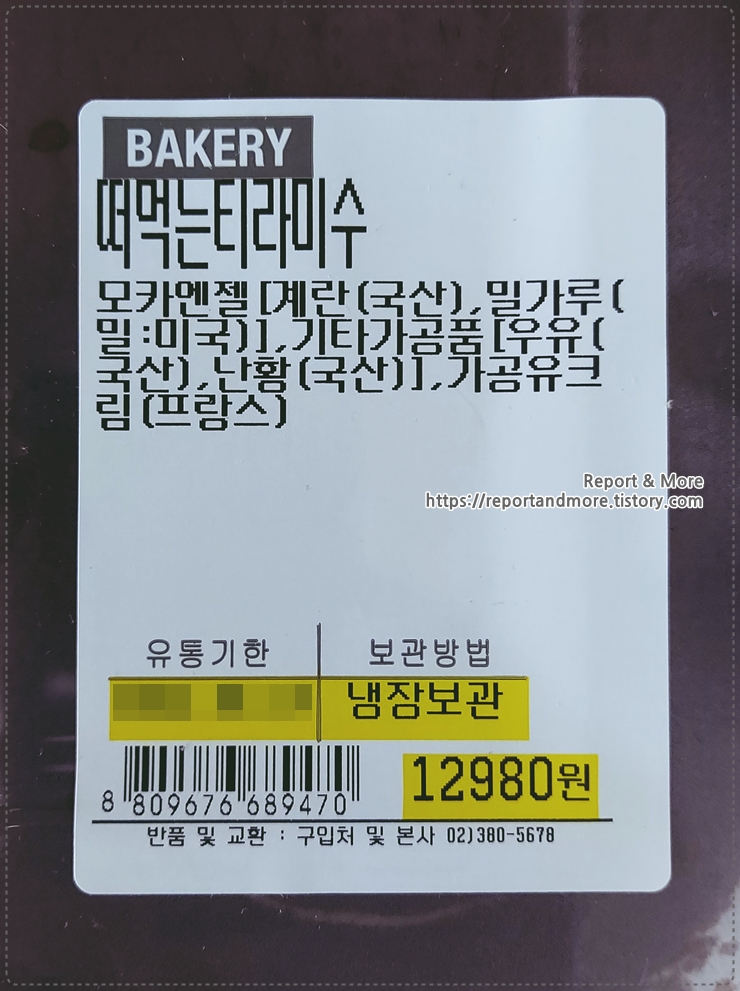 BAKERY
떠먹는티라미수
모카엔젤[계란(국산),밀가루(
밀:미국)],기타가공품[우유(
국산),난황(국산)],가공유크
림(프랑스)
Report & More
https://reportandmore.tistory.com
유통기한 보관방법
냉장보관
8 809676 689470
12980원
반품 및 교환 : 구입처 및 본사 02)380-5678